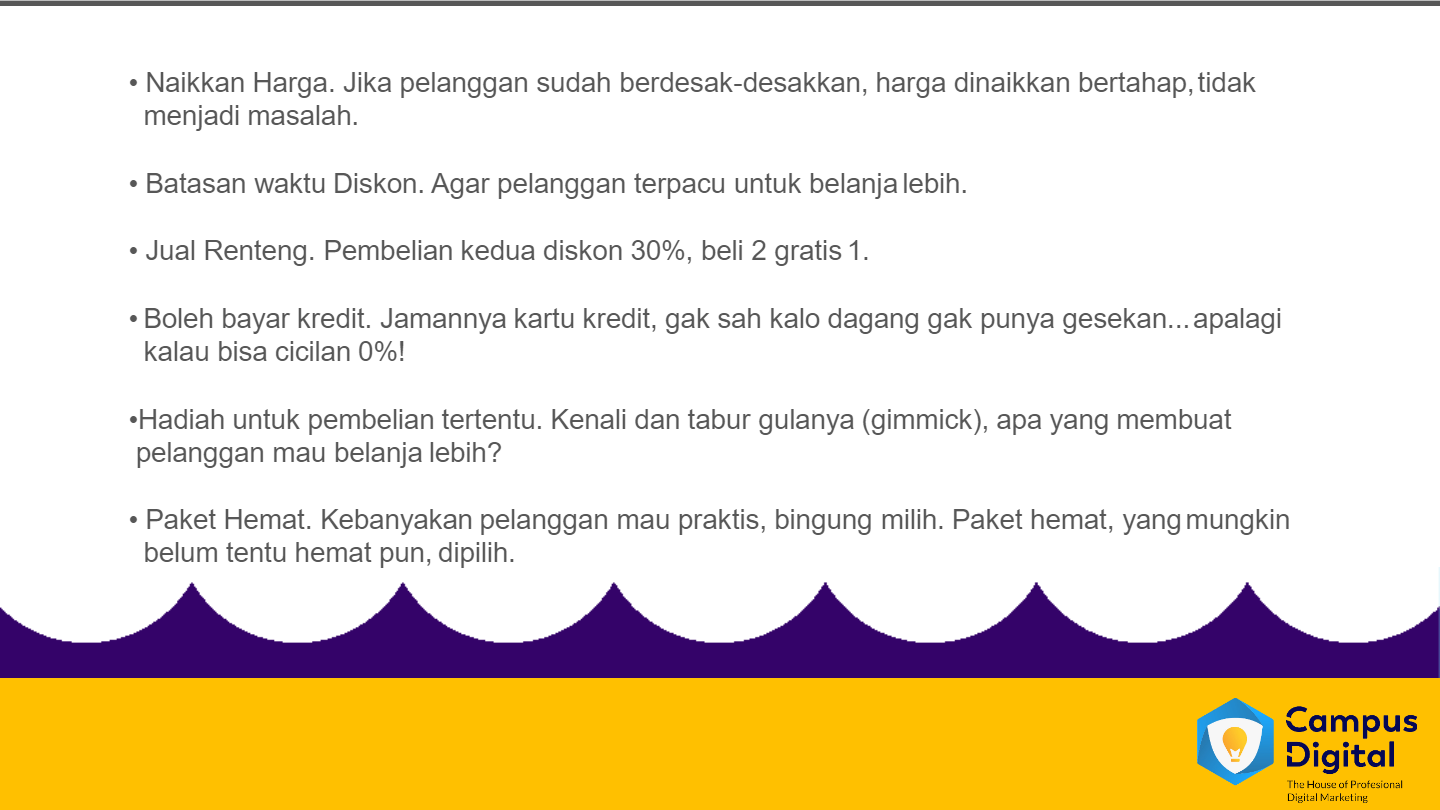 • Naikkan Harga. Jika pelanggan sudah berdesak-desakkan, harga dinaikkan bertahap, tidak
menjadi masalah.
• Batasan waktu Diskon. Agar pelanggan terpacu untuk belanja lebih.
• Jual Renteng. Pembelian kedua diskon 30%, beli 2 gratis 1.
• Boleh bayar kredit. Jamannya kartu kredit, gak sah kalo dagang gak punya gesekan... apalagi
kalau bisa cicilan 0%!
•Hadiah untuk pembelian tertentu. Kenali dan tabur gulanya (gimmick), apa yang membuat
pelanggan mau belanja lebih?
• Paket Hemat. Kebanyakan pelanggan mau praktis, bingung milih. Paket hemat, yang mungkin
belum tentu hemat pun, dipilih.
Campus
Digital
The House of Profesional
Digital Marketing